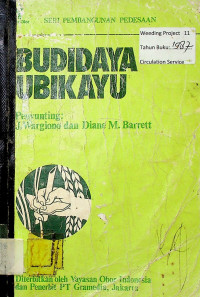 SERI PEMBANGUNAN PEDESAAN
Weeding Project 11
Tahun Buku: 1987
Circulation Service
BUDIDAYA
UBIKAYU
Penyunting:
J. Wargiono dan Diane M. Barrett
Diterbitkan oleh Yayasan Obor Indonesia
dan Penerbit PT Gramedia, Jakarta